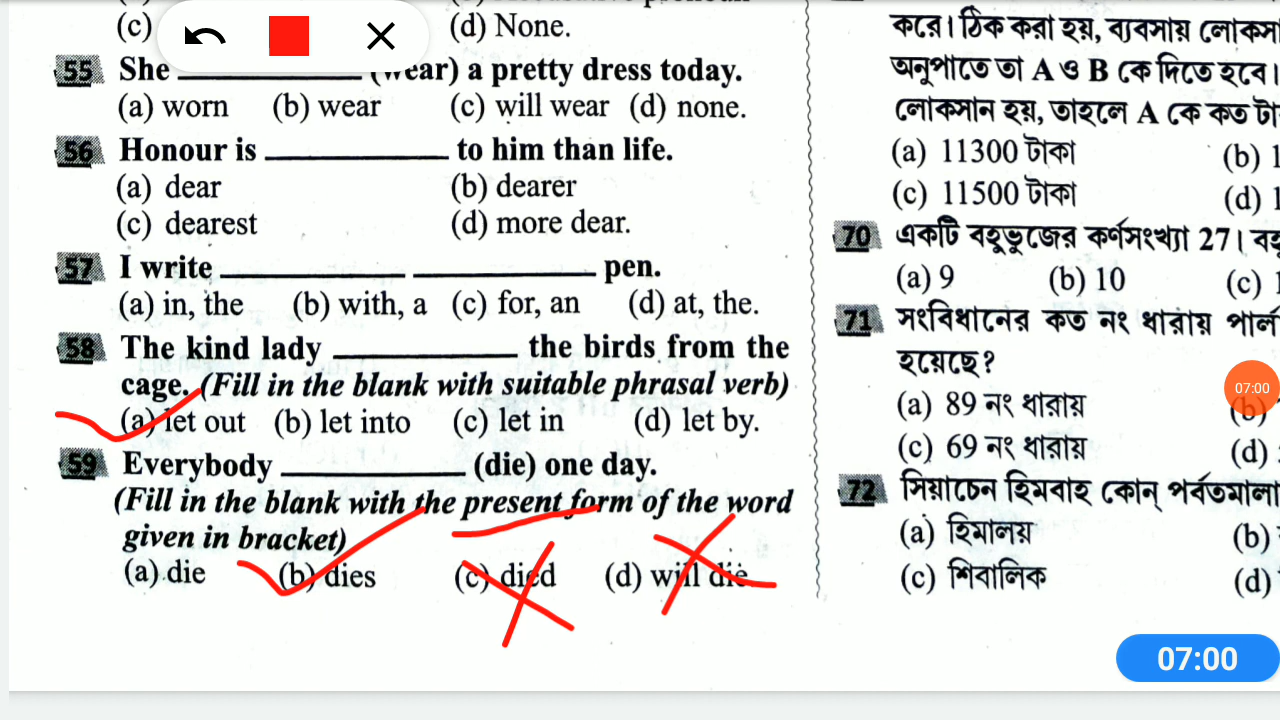 (c)
(d) None.
55 She ____________ (wear) a pretty dress today.
(a) worn (b) wear (c) will wear (d) none.
56 Honour is ____________ to him than life.
(a) dear (b) dearer
(c) dearest (d) more dear.
57 I write ____________ ____________ pen.
(a) in, the (b) with, a (c) for, an (d) at, the.
58 The kind lady ____________ the birds from the
cage. (Fill in the blank with suitable phrasal verb)
(a) let out (b) let into (c) let in (d) let by.
59 Everybody ____________ (die) one day.
(Fill in the blank with the present form of the word
given in bracket)
(a) die (b) dies (c) died (d) will die.
করে। ঠিক করা হয়, ব্যবসায় লোকসা
অনুপাতে তা A ও B কে দিতে হবে।
লোকসান হয়, তাহলে A কে কত টা
(a) 11300 টাকা (b) 1
(c) 11500 টাকা (d) 1
70 একটি বহুভুজের কর্ণসংখ্যা 27।
(a) 9 (b) 10 (c)
71 সংবিধানের কত নং ধারায় পার্ল
হয়েছে?
(a) 89 নং ধারায় (b)
(c) 69 নং ধারায় (d)
72 সিয়াচেন হিমবাহ কোন্ পর্বতমালা
(a) হিমালয় (b)
(c) শিবালিক (d)
07:00
07:00